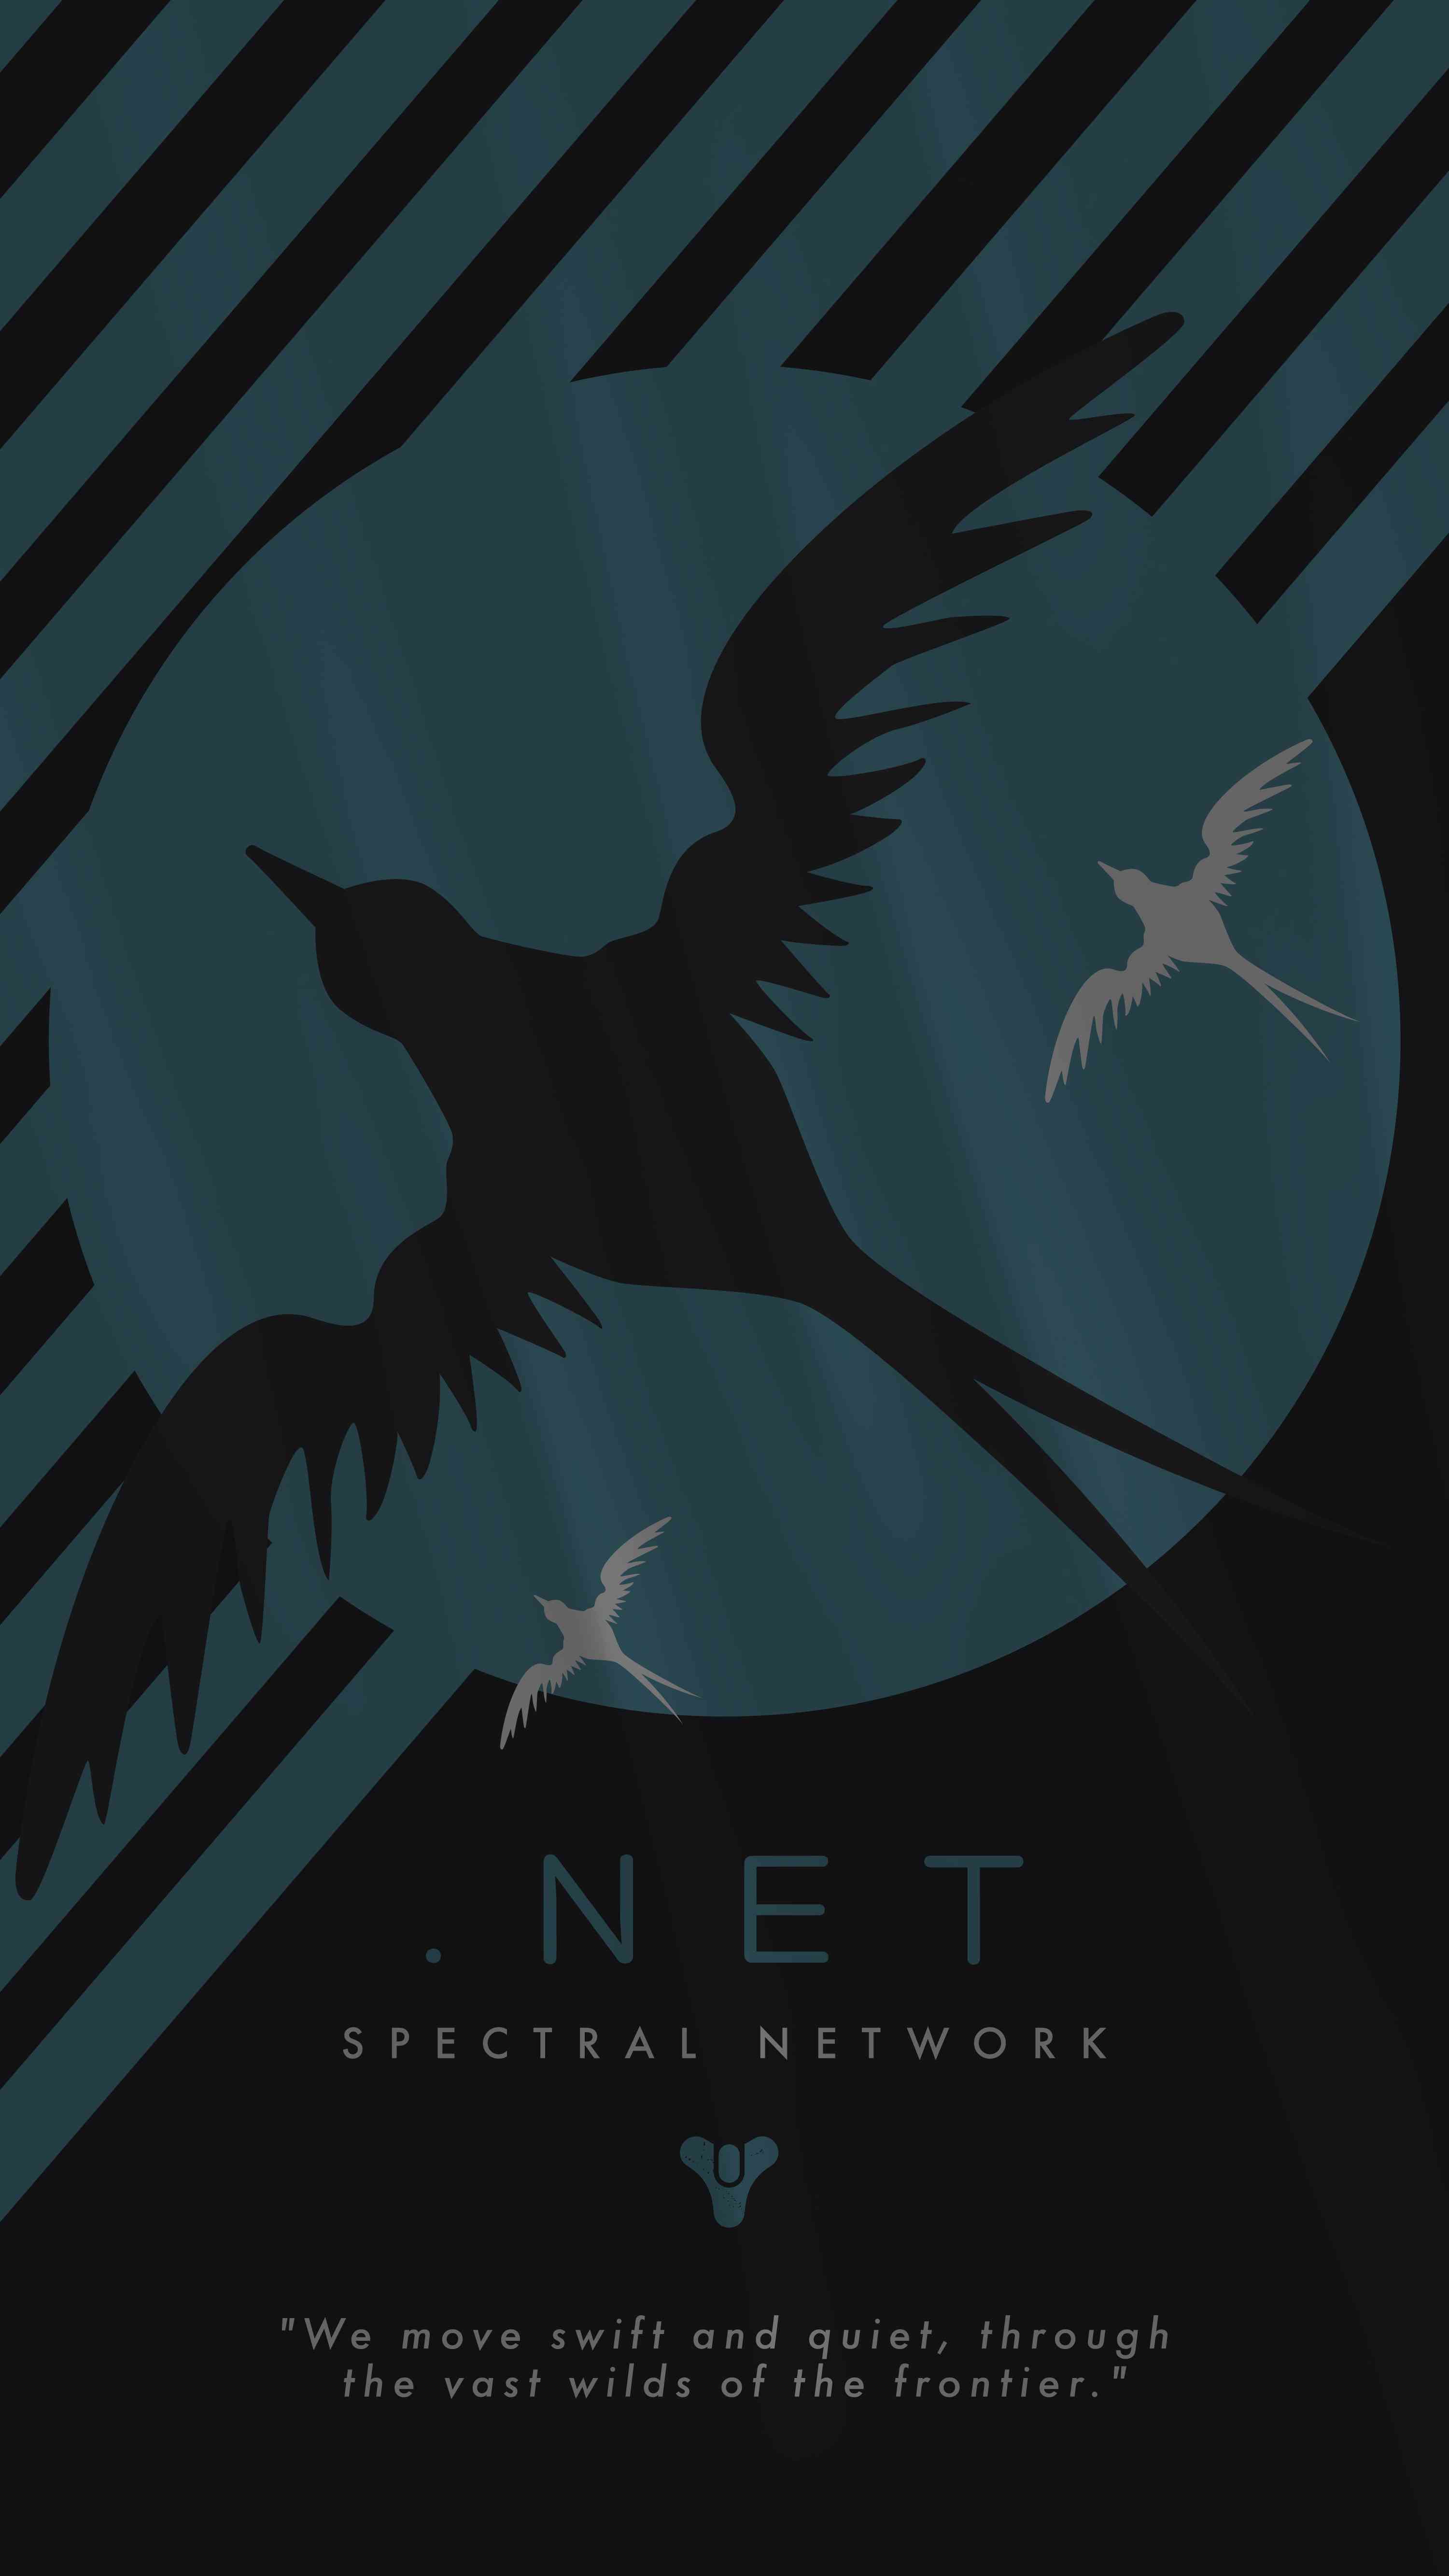 .NET
SPECTRAL NETWORK
"We move swift and quiet, through
the vast wilds of the frontier."